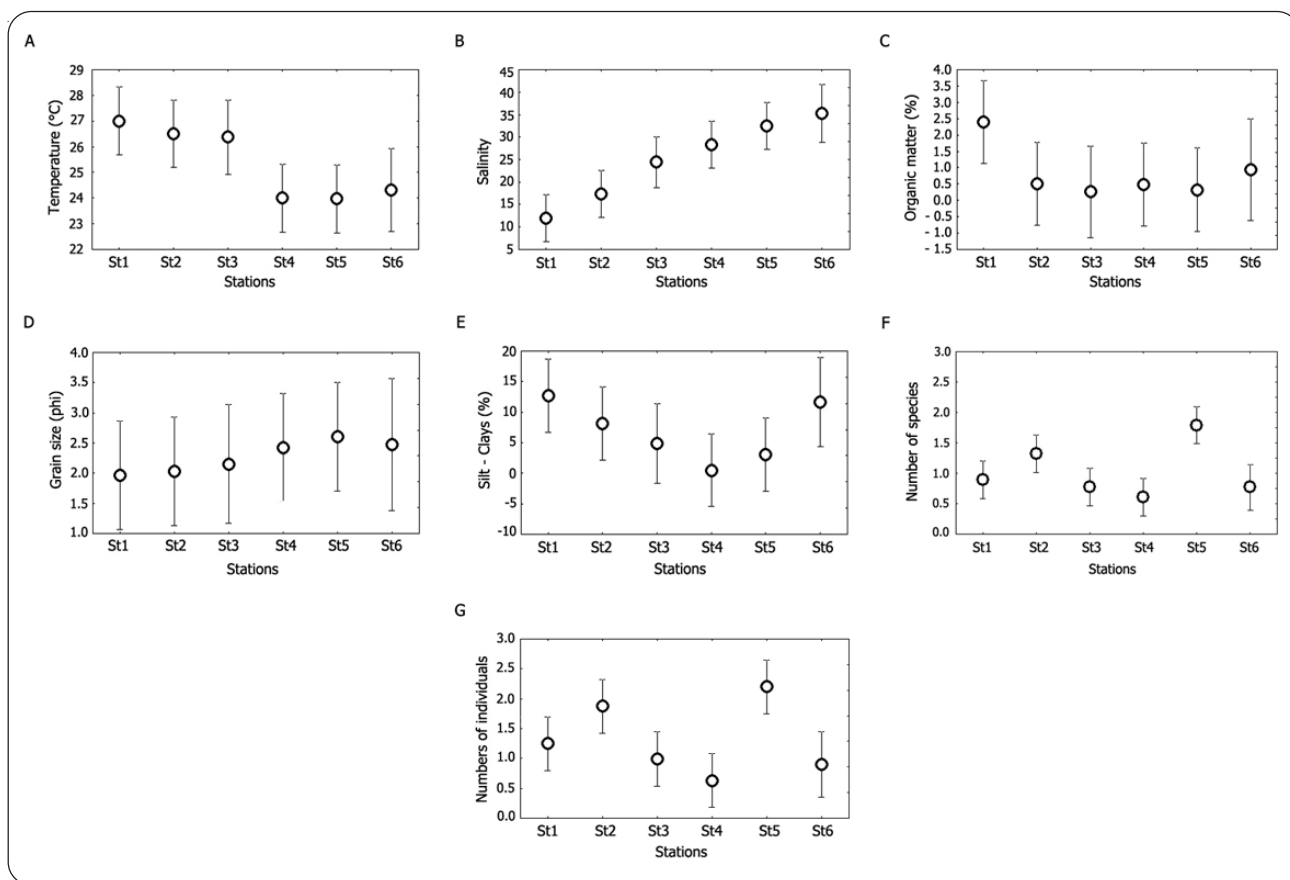 A
Temperature (°C)
29
28
27
26
25
24
23
22
St1 St2 St3 St4 St5 St6
Stations
B
Salinity
45
40
35
30
25
20
15
10
5
St1 St2 St3 St4 St5 St6
Stations
C
Organic matter (%)
4.0
3.5
3.0
2.5
2.0
1.5
1.0
0.5
0.0
-
- 1.0
- 1.5
St1 St2 St3 St4 St5 St6
Stations
D
Grain size (phi)
4.0
3.5
3.0
2.5
2.0
1.5
1.0
St1 St2 St3 St4 St5 St6
Stations
E
Silt - Clays (%)
20
15
10
5
0
-5
-10
St1 St2 St3 St4 St5 St6
Stations
F
Number of species
3.0
2.5
2.0
1.5
1.0
0.5
0.0
St1 St2 St3 St4 St5 St6
Stations
G
Numbers of individuals
3.0
2.5
2.0
1.5
1.0
0.5
0.0
St1 St2 St3 St4 St5 St6
Stations